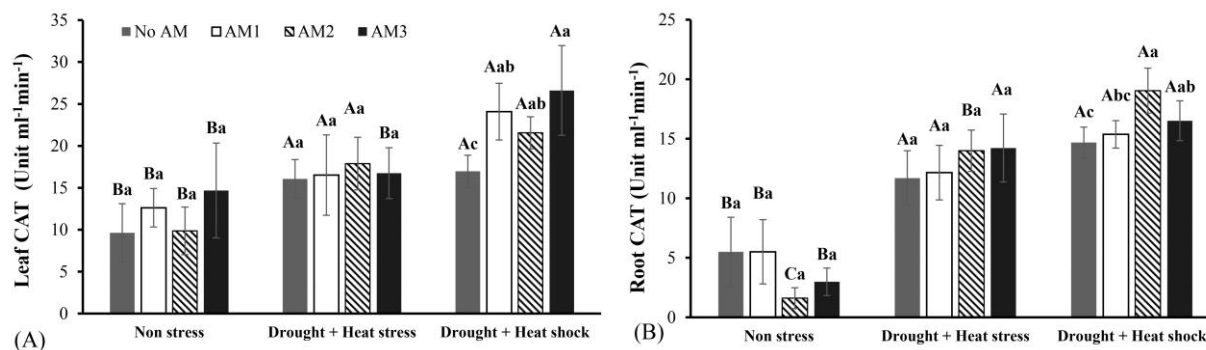 Leaf CAT (Unit ml-1min-1)
35
30
25
20
15
10
5
0
No AM AM1 AM2 AM3
Ba Ba Ba Ba
Aa Aa Aa Ba
Ac Aab Aab Aa
Non stress Drought + Heat stress Drought + Heat shock
(A)
Root CAT (Unit ml-1min-1)
25
20
15
10
5
0
Ba Ba Ca Ba
Aa Aa Ba Aa
Ac Abc Aa Aab
Non stress Drought + Heat stress Drought + Heat shock
(B)